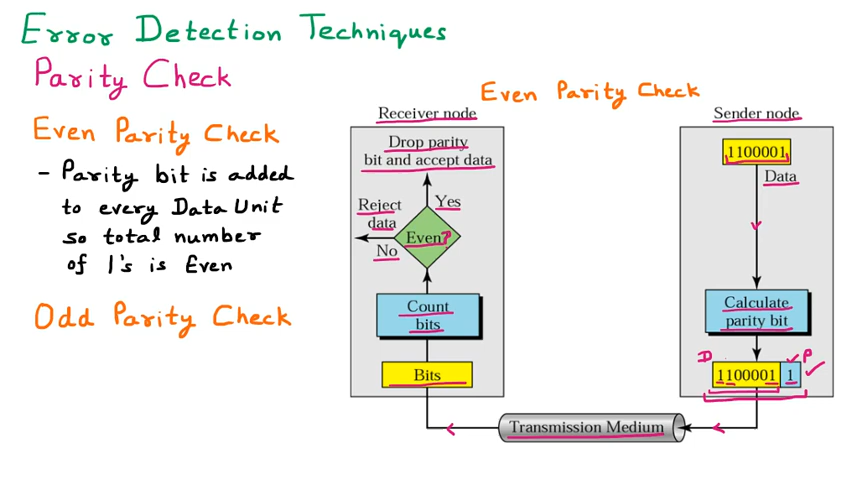 Error Detection Techniques
Parity Check
Even Parity Check
- Parity bit is added
to every Data Unit
so total number
of 1's is Even
Odd Parity Check
Even Parity Check
Receiver node
Drop parity
bit and accept data
Reject
data
Yes
Even?
No
Count
bits
Bits
Transmission Medium
Sender node
1100001
Data
Calculate
parity bit
D P
1100001 1